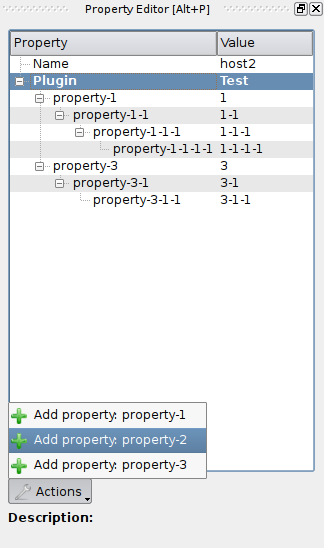 Property Editor [Alt+P]
Property Value
Name host2
Plugin Test
property-1 1
property-1-1 1-1
property-1-1-1 1-1-1
property-1-1-1-1 1-1-1-1
property-3 3
property-3-1 3-1
property-3-1-1 3-1-1
Add property: property-1
Add property: property-2
Add property: property-3
Actions
Description: